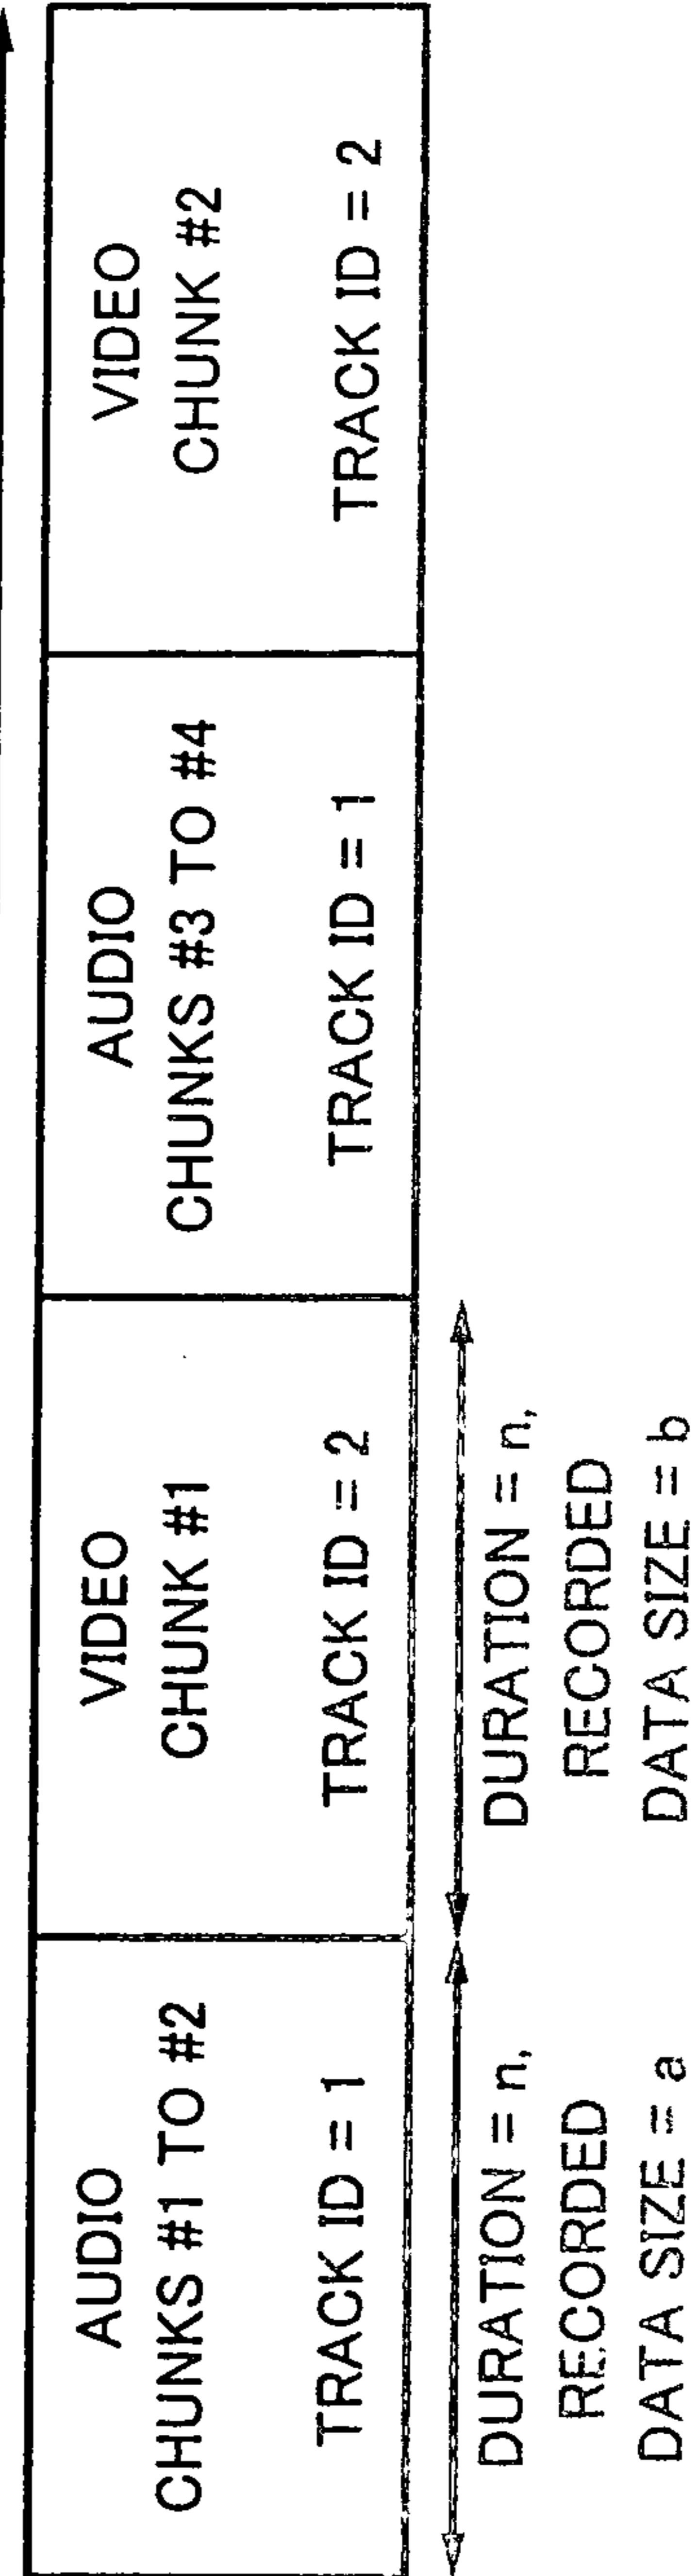 AUDIO
CHUNKS #1 TO #2
TRACK ID = 1
VIDEO
CHUNK #1
TRACK ID = 2
AUDIO
CHUNKS #3 TO #4
TRACK ID = 1
VIDEO
CHUNK #2
TRACK ID = 2
DURATION = n,
RECORDED
DATA SIZE = a
DURATION = n,
RECORDED
DATA SIZE = b